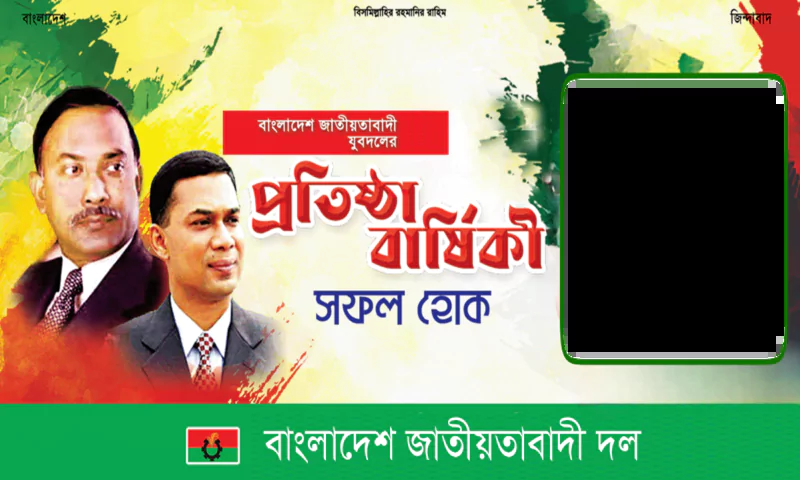 বাংলাদেশ
বিসমিল্লাহির রহমানির রাহিম
জিন্দাবাদ
বাংলাদেশ জাতীয়তাবাদী
যুবদলের
প্রতিষ্ঠা
বার্ষিকী
সফল হোক
বাংলাদেশ জাতীয়তাবাদী দল